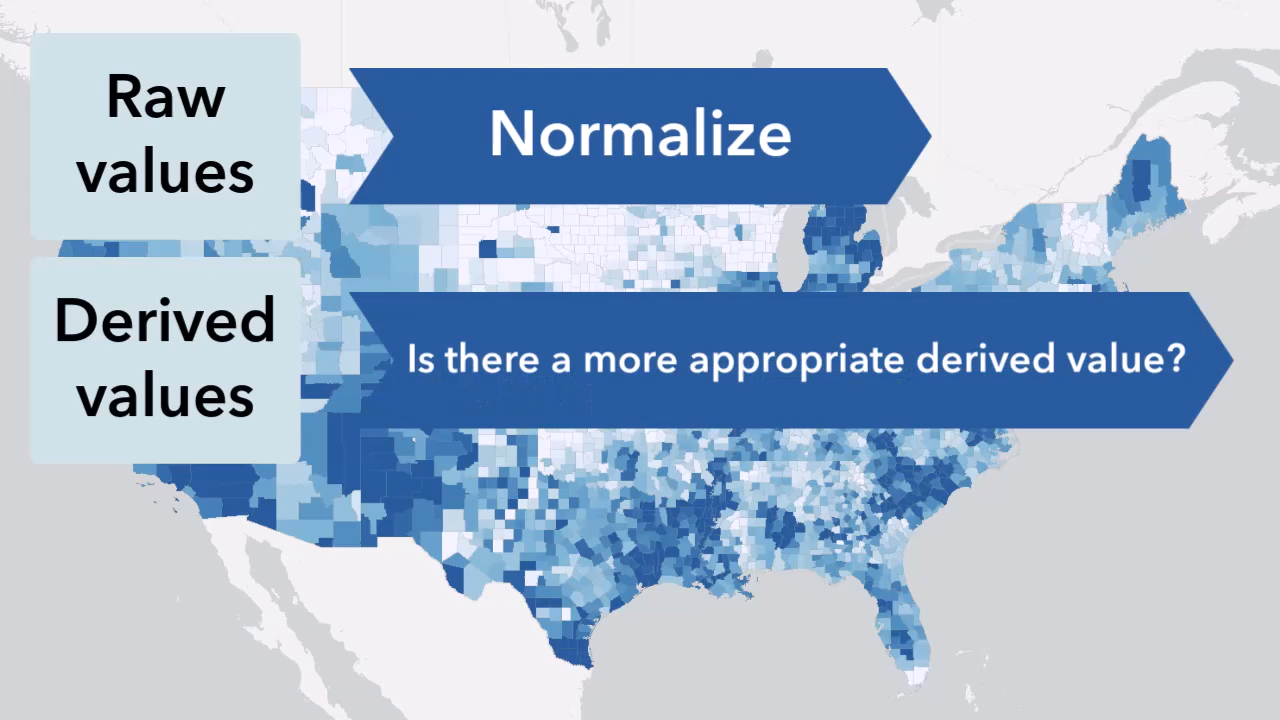 Raw
values
Normalize
Derived
values
Is there a more appropriate derived value?